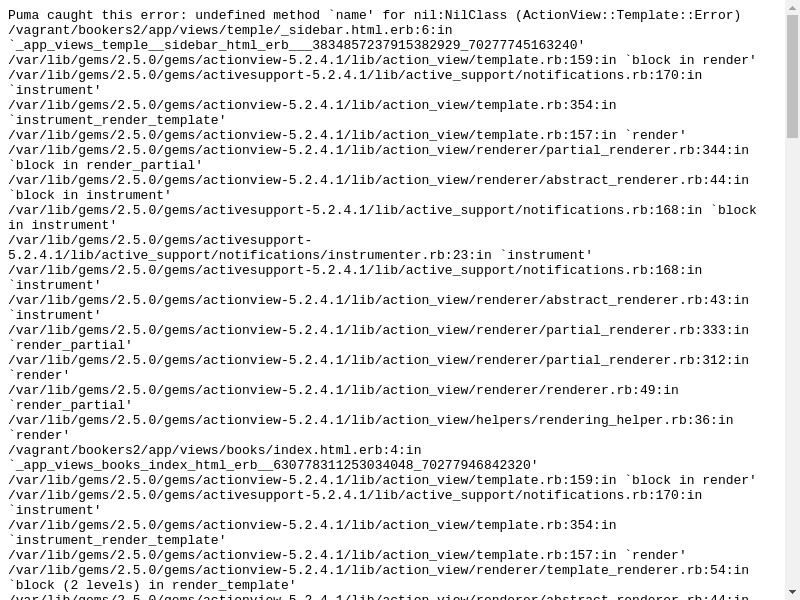 Puma caught this error: undefined method `name' for nil:NilClass (ActionView::Template::Error)
/vagrant/bookers2/app/views/temple/_sidebar.html.erb:6:in
`_app_views_temple__sidebar_html_erb___3834857237915382929_70277745163240'
/var/lib/gems/2.5.0/gems/actionview-5.2.4.1/lib/action_view/template.rb:159:in `block in render'
/var/lib/gems/2.5.0/gems/activesupport-5.2.4.1/lib/active_support/notifications.rb:170:in
`instrument'
/var/lib/gems/2.5.0/gems/actionview-5.2.4.1/lib/action_view/template.rb:354:in
`instrument_render_template'
/var/lib/gems/2.5.0/gems/actionview-5.2.4.1/lib/action_view/template.rb:157:in `render'
/var/lib/gems/2.5.0/gems/actionview-5.2.4.1/lib/action_view/renderer/partial_renderer.rb:344:in
`block in render_partial'
/var/lib/gems/2.5.0/gems/actionview-5.2.4.1/lib/action_view/renderer/abstract_renderer.rb:44:in
`block in instrument'
/var/lib/gems/2.5.0/gems/activesupport-5.2.4.1/lib/active_support/notifications.rb:168:in `block
in instrument'
/var/lib/gems/2.5.0/gems/activesupport-
5.2.4.1/lib/active_support/notifications/instrumenter.rb:23:in `instrument'
/var/lib/gems/2.5.0/gems/activesupport-5.2.4.1/lib/active_support/notifications.rb:168:in
`instrument'
/var/lib/gems/2.5.0/gems/actionview-5.2.4.1/lib/action_view/renderer/abstract_renderer.rb:43:in
`instrument'
/var/lib/gems/2.5.0/gems/actionview-5.2.4.1/lib/action_view/renderer/partial_renderer.rb:333:in
`render_partial'
/var/lib/gems/2.5.0/gems/actionview-5.2.4.1/lib/action_view/renderer/partial_renderer.rb:312:in
`render'
/var/lib/gems/2.5.0/gems/actionview-5.2.4.1/lib/action_view/renderer/renderer.rb:49:in
`render_partial'
/var/lib/gems/2.5.0/gems/actionview-5.2.4.1/lib/action_view/helpers/rendering_helper.rb:36:in
`render'
/vagrant/bookers2/app/views/books/index.html.erb:4:in
`_app_views_books_index_html_erb__630778311253034048_70277946842320'
/var/lib/gems/2.5.0/gems/actionview-5.2.4.1/lib/action_view/template.rb:159:in `block in render'
/var/lib/gems/2.5.0/gems/activesupport-5.2.4.1/lib/active_support/notifications.rb:170:in
`instrument'
/var/lib/gems/2.5.0/gems/actionview-5.2.4.1/lib/action_view/template.rb:354:in
`instrument_render_template'
/var/lib/gems/2.5.0/gems/actionview-5.2.4.1/lib/action_view/template.rb:157:in `render'
/var/lib/gems/2.5.0/gems/actionview-5.2.4.1/lib/action_view/renderer/template_renderer.rb:54:in
`block (2 levels) in render_template'
/var/lib/gems/2.5.0/gems/actionview-5.2.4.1/lib/action_view/renderer/abstract_renderer.rb:44:in